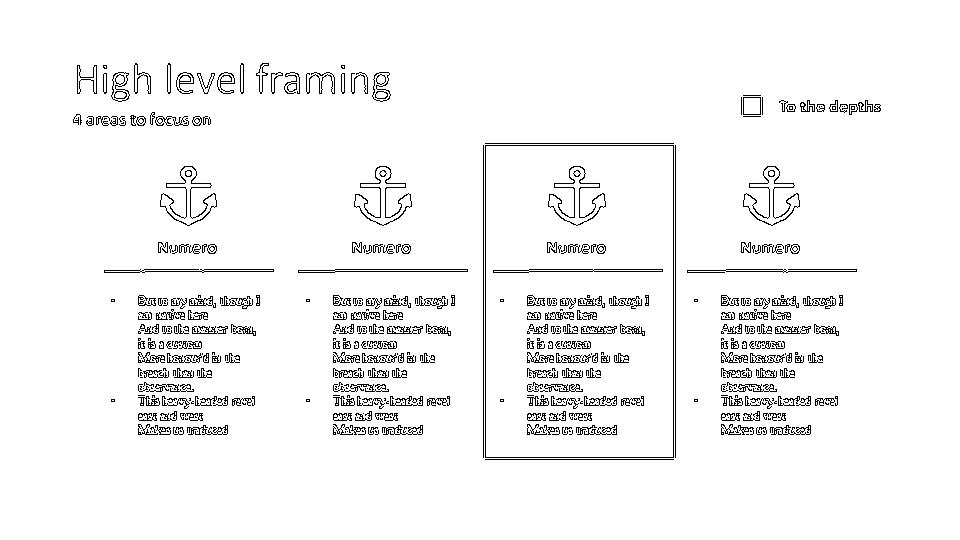 High level framing
4 areas to focus on
To the depths
Numero
Numero
Numero
Numero
- But to my mind, though I
am native here
And to the manner born,
it is a custom
More honour'd in the
breach than the
observance.
- This heavy-headed revel
east and west
Makes us traduced
- But to my mind, though I
am native here
And to the manner born,
it is a custom
More honour'd in the
breach than the
observance.
- This heavy-headed revel
east and west
Makes us traduced
- But to my mind, though I
am native here
And to the manner born,
it is a custom
More honour'd in the
breach than the
observance.
- This heavy-headed revel
east and west
Makes us traduced
- But to my mind, though I
am native here
And to the manner born,
it is a custom
More honour'd in the
breach than the
observance.
- This heavy-headed revel
east and west
Makes us traduced